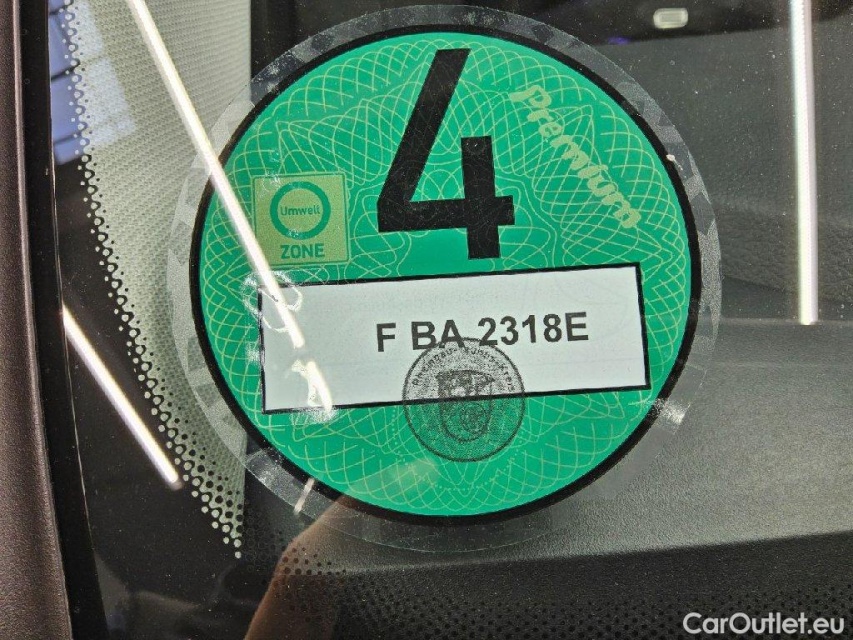 4
Premium
Umwelt
ZONE
F BA 2318E
CarOutlet.eu